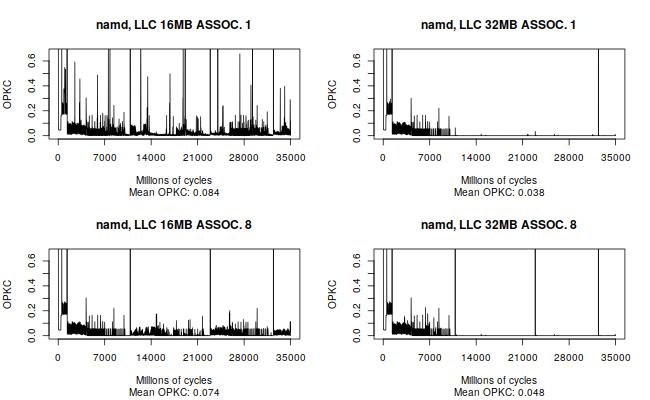 namd, LLC 16MB ASSOC. 1
OPKC
0.0 0.2 0.4 0.6
0 7000 14000 21000 28000 35000
Millions of cycles
Mean OPKC: 0.084
namd, LLC 32MB ASSOC. 1
OPKC
0.0 0.2 0.4 0.6
0 7000 14000 21000 28000 35000
Millions of cycles
Mean OPKC: 0.038
namd, LLC 16MB ASSOC. 8
OPKC
0.0 0.2 0.4 0.6
0 7000 14000 21000 28000 35000
Millions of cycles
Mean OPKC: 0.074
namd, LLC 32MB ASSOC. 8
OPKC
0.0 0.2 0.4 0.6
0 7000 14000 21000 28000 35000
Millions of cycles
Mean OPKC: 0.048